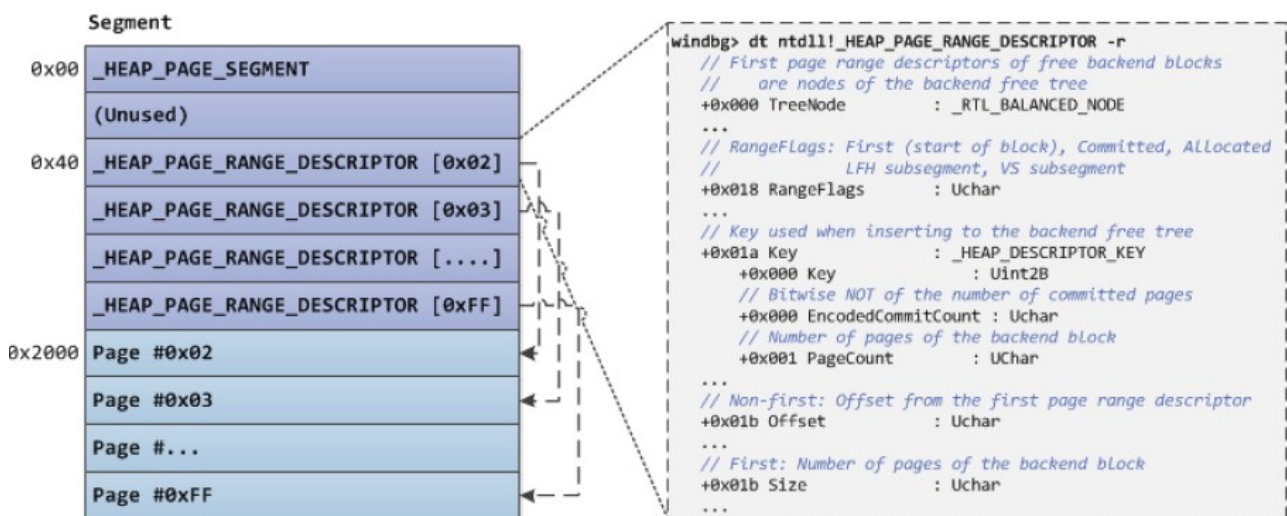 Segment
0x00 _HEAP_PAGE_SEGMENT
(Unused)
0x40 _HEAP_PAGE_RANGE_DESCRIPTOR [0x02]
_HEAP_PAGE_RANGE_DESCRIPTOR [0x03]
_HEAP_PAGE_RANGE_DESCRIPTOR [....]
_HEAP_PAGE_RANGE_DESCRIPTOR [0xFF]
0x2000 Page #0x02
Page #0x03
Page #...
Page #0xFF
windbg> dt ntdll!_HEAP_PAGE_RANGE_DESCRIPTOR -r
// First page range descriptors of free backend blocks
// are nodes of the backend free tree
+0x000 TreeNode : _RTL_BALANCED_NODE
...
// RangeFlags: First (start of block), Committed, Allocated
// LFH subsegment, VS subsegment
+0x018 RangeFlags : Uchar
...
// Key used when inserting to the backend free tree
+0x01a Key : _HEAP_DESCRIPTOR_KEY
+0x000 Key : Uint2B
// Bitwise NOT of the number of committed pages
+0x000 EncodedCommitCount : Uchar
// Number of pages of the backend block
+0x001 PageCount : UChar
...
// Non-first: Offset from the first page range descriptor
+0x01b Offset : Uchar
...
// First: Number of pages of the backend block
+0x01b Size : Uchar
...